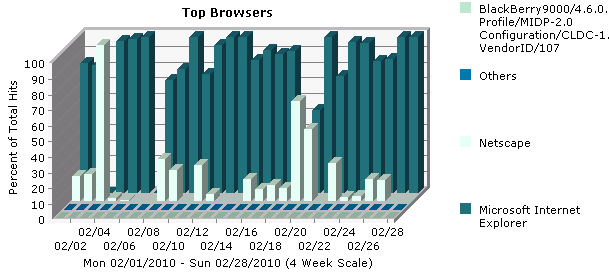 Top Browsers
Percent of Total Hits
100
90
80
70
60
50
40
30
20
10
0
02/04 02/08 02/12 02/16 02/20 02/24 02/28
02/02 02/06 02/10 02/14 02/18 02/22 02/26
Mon 02/01/2010 - Sun 02/28/2010 (4 Week Scale)
BlackBerry9000/4.6.0.
Profile/MIDP-2.0
Configuration/CLDC-1.
VendorID/107
Others
Netscape
Microsoft Internet
Explorer